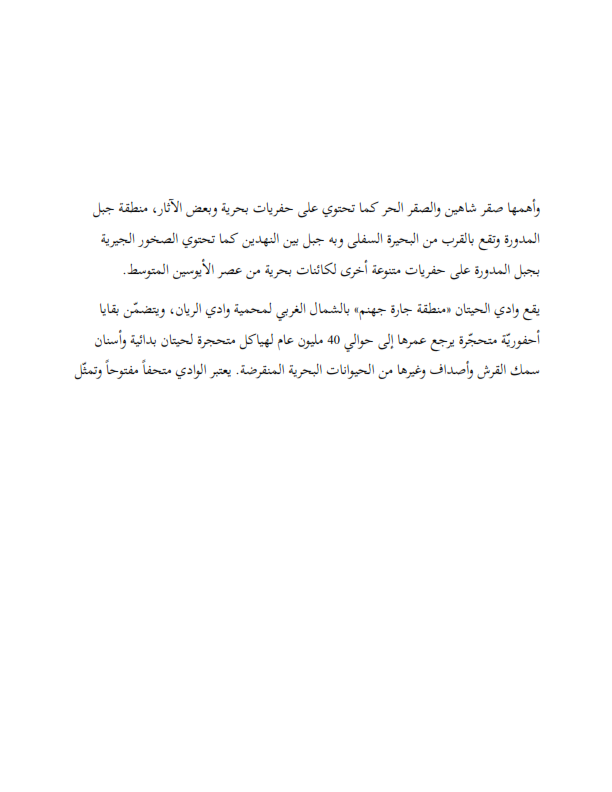 وأهمها صقر شاهين والصقر الحر كما تحتوي على حفريات بحرية وبعض الآثار، منطقة جبل
المدورة وتقع بالقرب من البحيرة السفلى وبه جبل بين النهدين كما تحتوي الصخور الجيرية
بجبل المدورة على حفريات متنوعة أخرى لكائنات بحرية من عصر الأيوسين المتوسط.
يقع وادي الحيتان «منطقة جارة جهنم» بالشمال الغربي لمحمية وادي الريان، ويتضمّن بقايا
أحفوريّة متحجّرة يرجع عمرها إلى حوالي 40 مليون عام لهياكل متحجرة لحيتان بدائية وأسنان
سمك القرش وأصداف وغيرها من الحيوانات البحرية المنقرضة. يعتبر الوادي متحفاً مفتوحاً وتمثّل